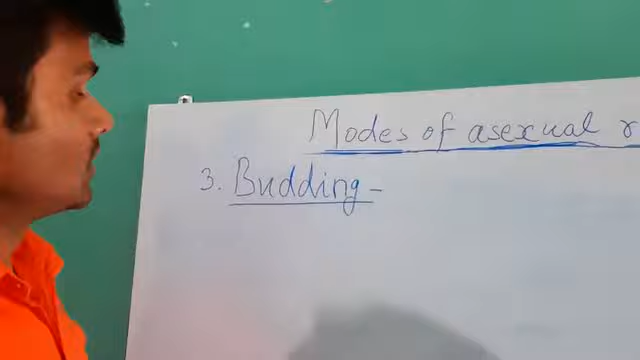 Modes of asexual r
3. Budding -